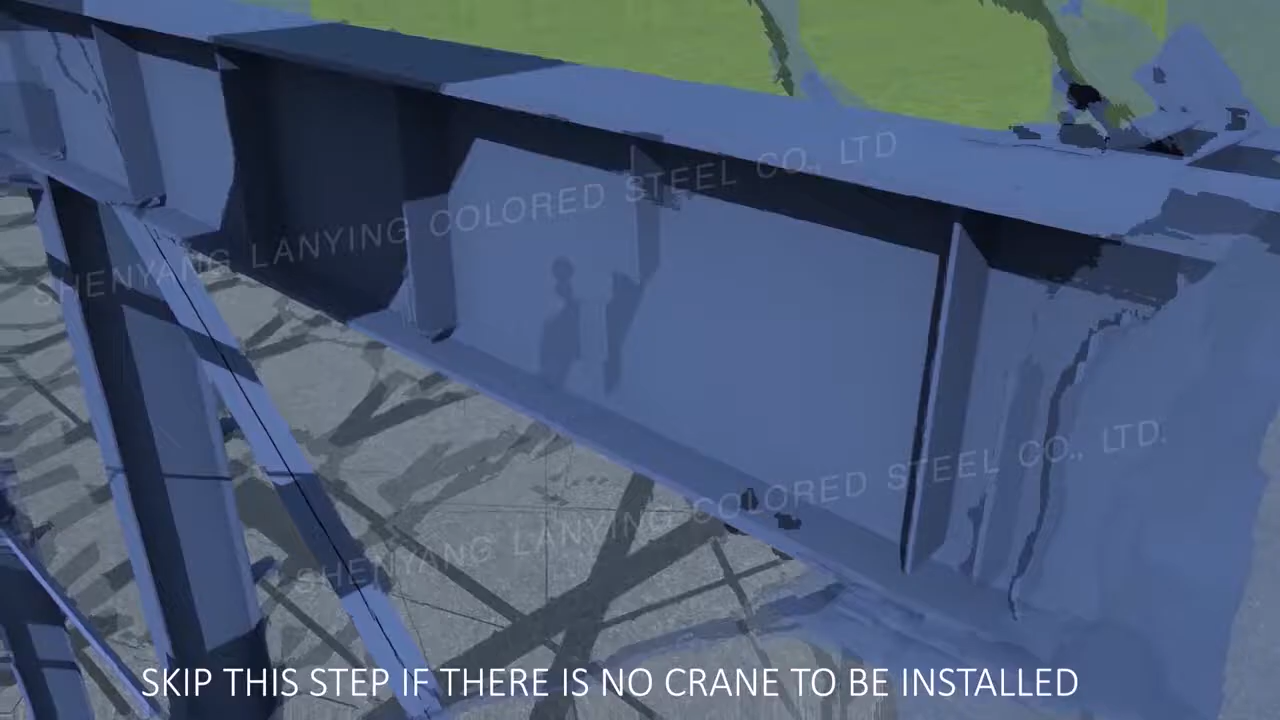 SHENYANG LANYING COLORED STEEL CO., LTD
SHENYANG LANYING COLORED STEEL CO., LTD.
SKIP THIS STEP IF THERE IS NO CRANE TO BE INSTALLED